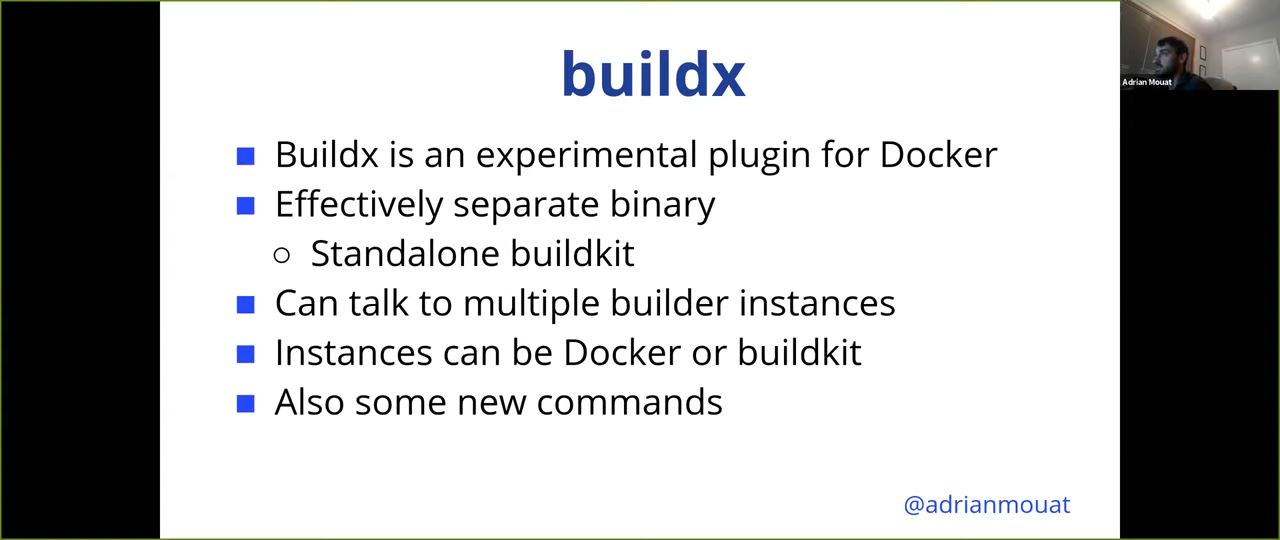 buildx
Adrian Mouat
■ Buildx is an experimental plugin for Docker
■ Effectively separate binary
○ Standalone buildkit
■ Can talk to multiple builder instances
■ Instances can be Docker or buildkit
■ Also some new commands
@adrianmouat